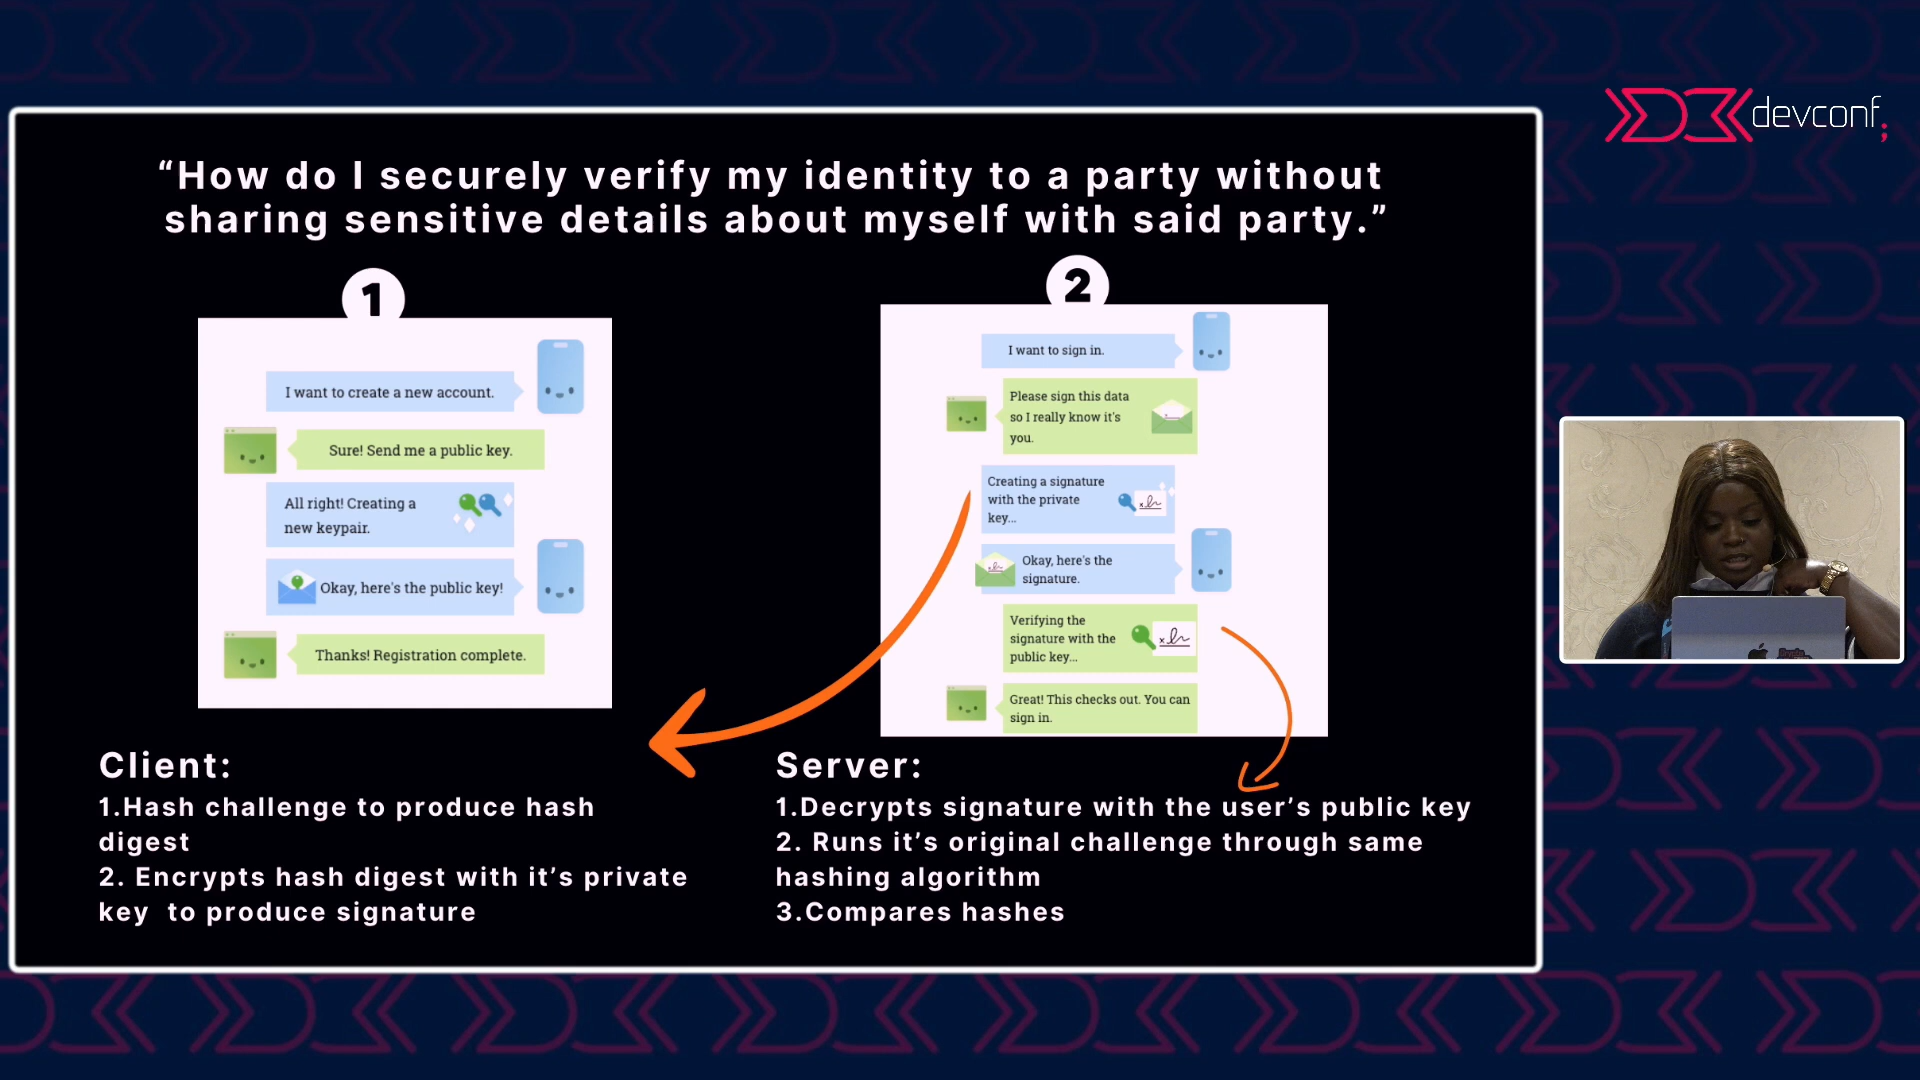 “How do I securely verify my identity to a party without
sharing sensitive details about myself with said party.”
1
I want to create a new account.
Sure! Send me a public key.
All right! Creating a
new keypair.
Okay, here's the public key!
Thanks! Registration complete.
2
I want to sign in.
Please sign this data
so I really know it's
you.
Creating a signature
with the private
key...
Okay, here's the
signature.
Verifying the
signature with the
public key...
Great! This checks out. You can
sign in.
Client:
1.Hash challenge to produce hash
digest
2. Encrypts hash digest with it’s private
key to produce signature
Server:
1.Decrypts signature with the user’s public key
2. Runs it’s original challenge through same
hashing algorithm
3.Compares hashes
devconf;